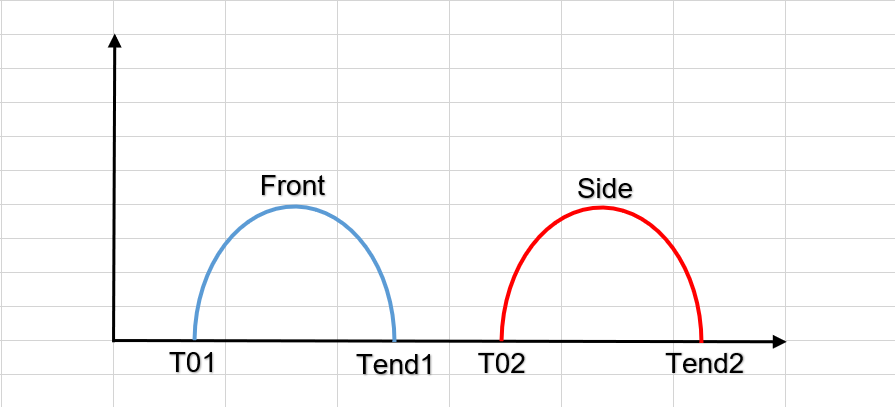 Front
Side
T01
Tend1
T02
Tend2